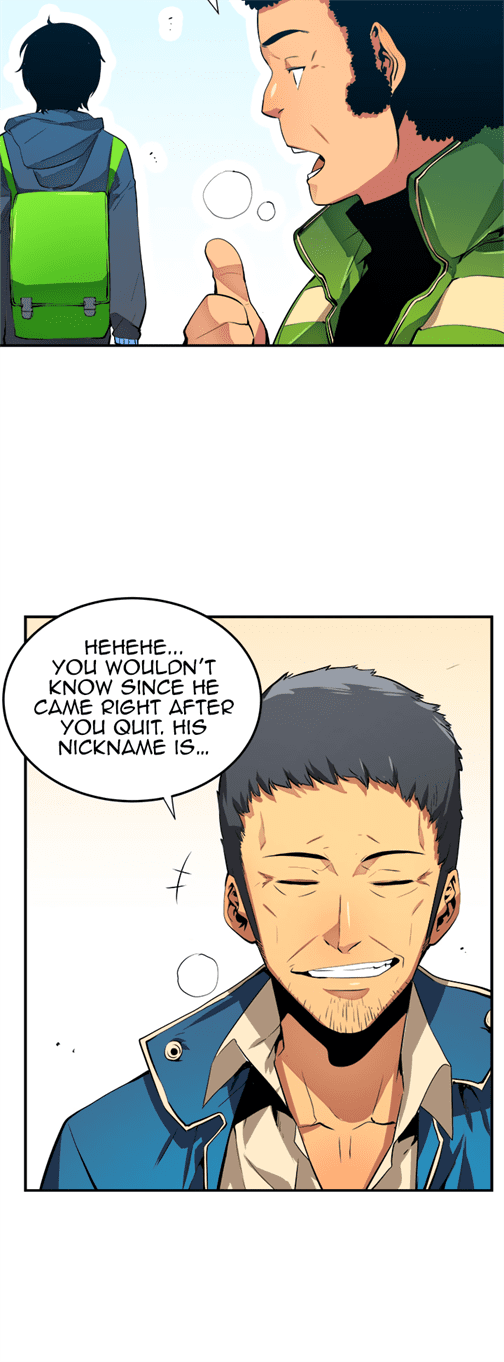 HEHEHE...
YOU WOULDN'T
KNOW SINCE HE
CAME RIGHT AFTER
YOU QUIT. HIS
NICKNAME IS...